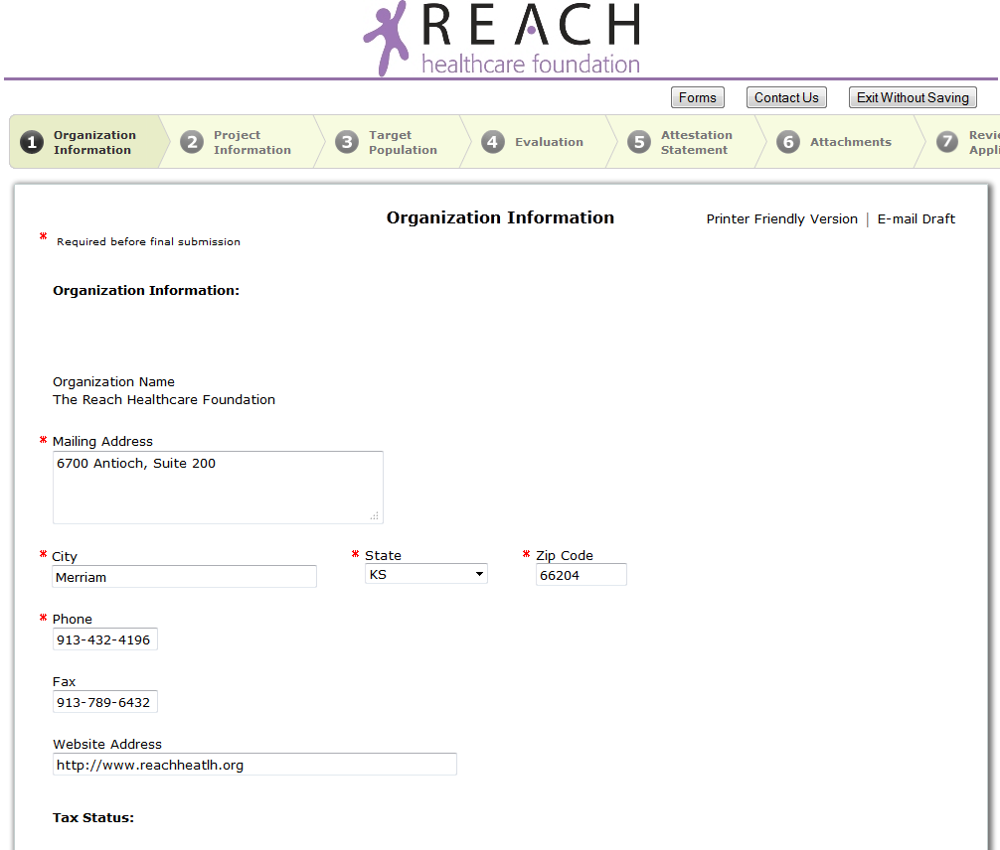 REACH
healthcare foundation
Forms
Contact Us
Exit Without Saving
1 Organization Information
2 Project Information
3 Target Population
4 Evaluation
5 Attestation Statement
6 Attachments
7 Revi
Appli
Organization Information
Printer Friendly Version | E-mail Draft
* Required before final submission
Organization Information:
Organization Name
The Reach Healthcare Foundation
* Mailing Address
6700 Antioch, Suite 200
* City
* State
* Zip Code
Merriam
KS
66204
* Phone
913-432-4196
Fax
913-789-6432
Website Address
http://www.reachheatlh.org
Tax Status: